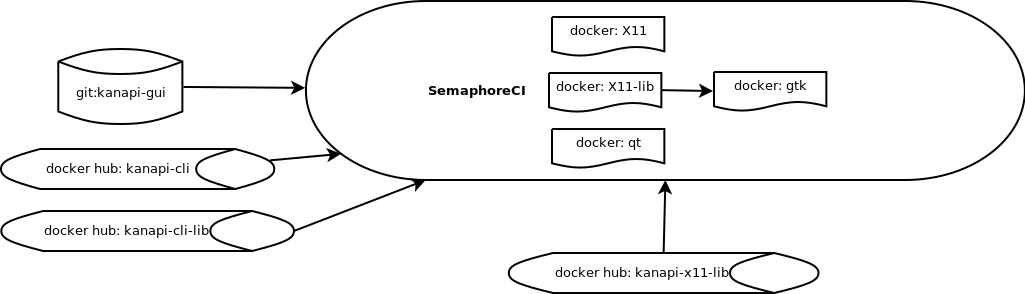 docker: X11
git:kanapi-gui
SemaphoreCI
docker: X11-lib
docker: gtk
docker: qt
docker hub: kanapi-cli
docker hub: kanapi-cli-lib
docker hub: kanapi-x11-lib